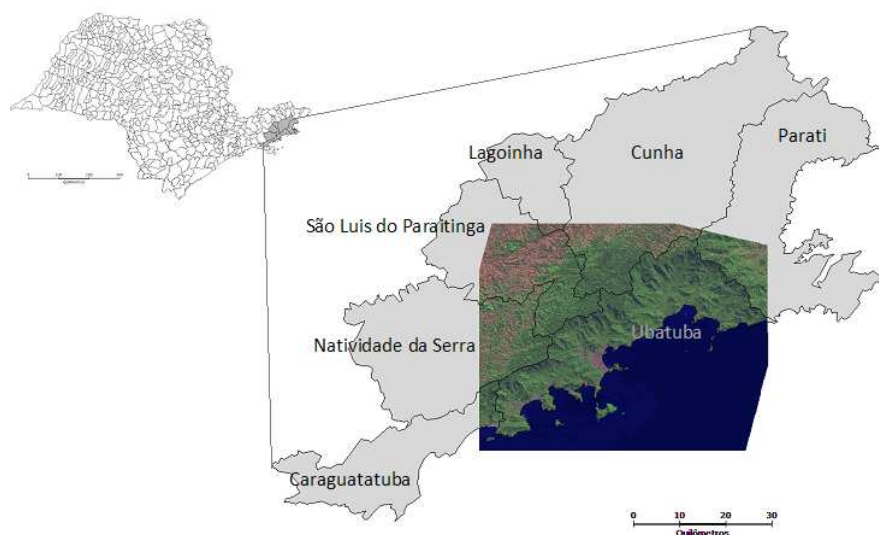 Parati
Lagoinha
Cunha
São Luis do Paraitinga
Ubatuba
Natividade da Serra
Caraguatatuba
0 10 20 30
Quilômetros